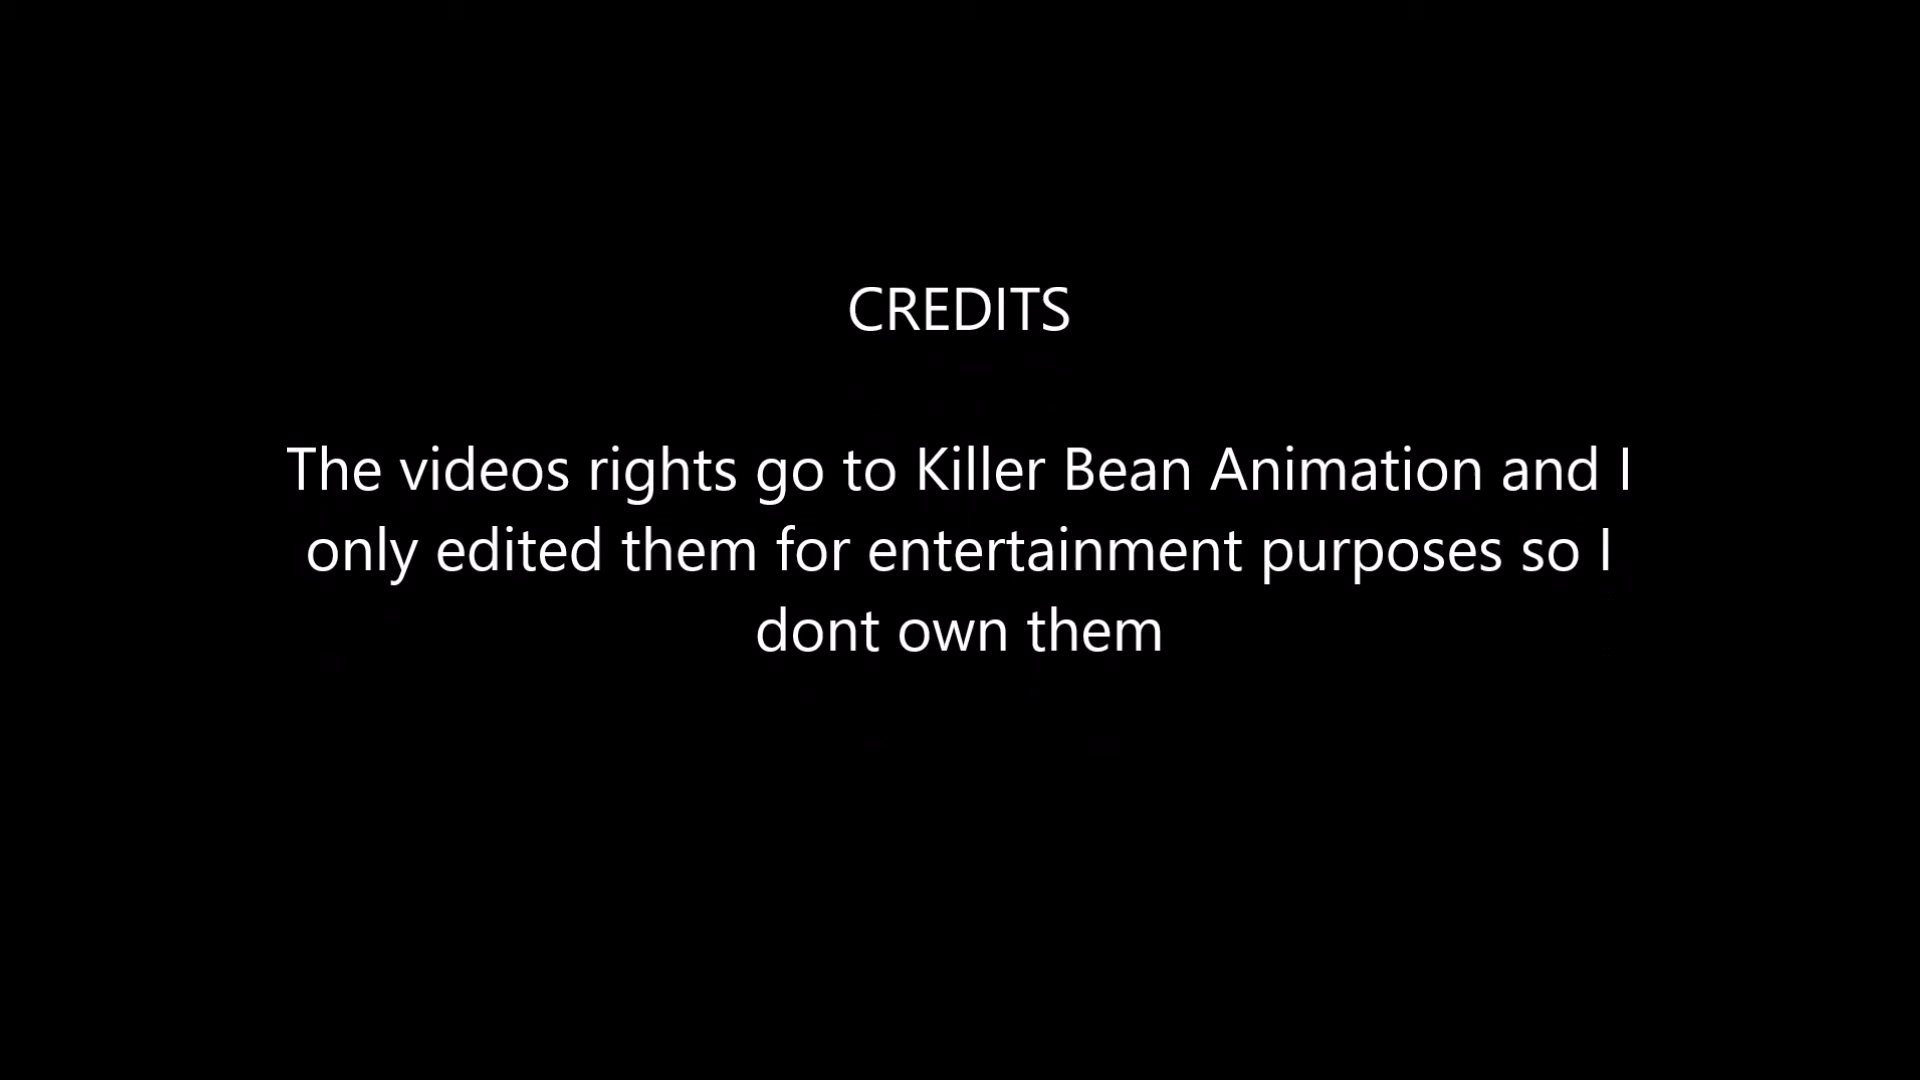 CREDITS
The videos rights go to Killer Bean Animation and I
only edited them for entertainment purposes so I
dont own them